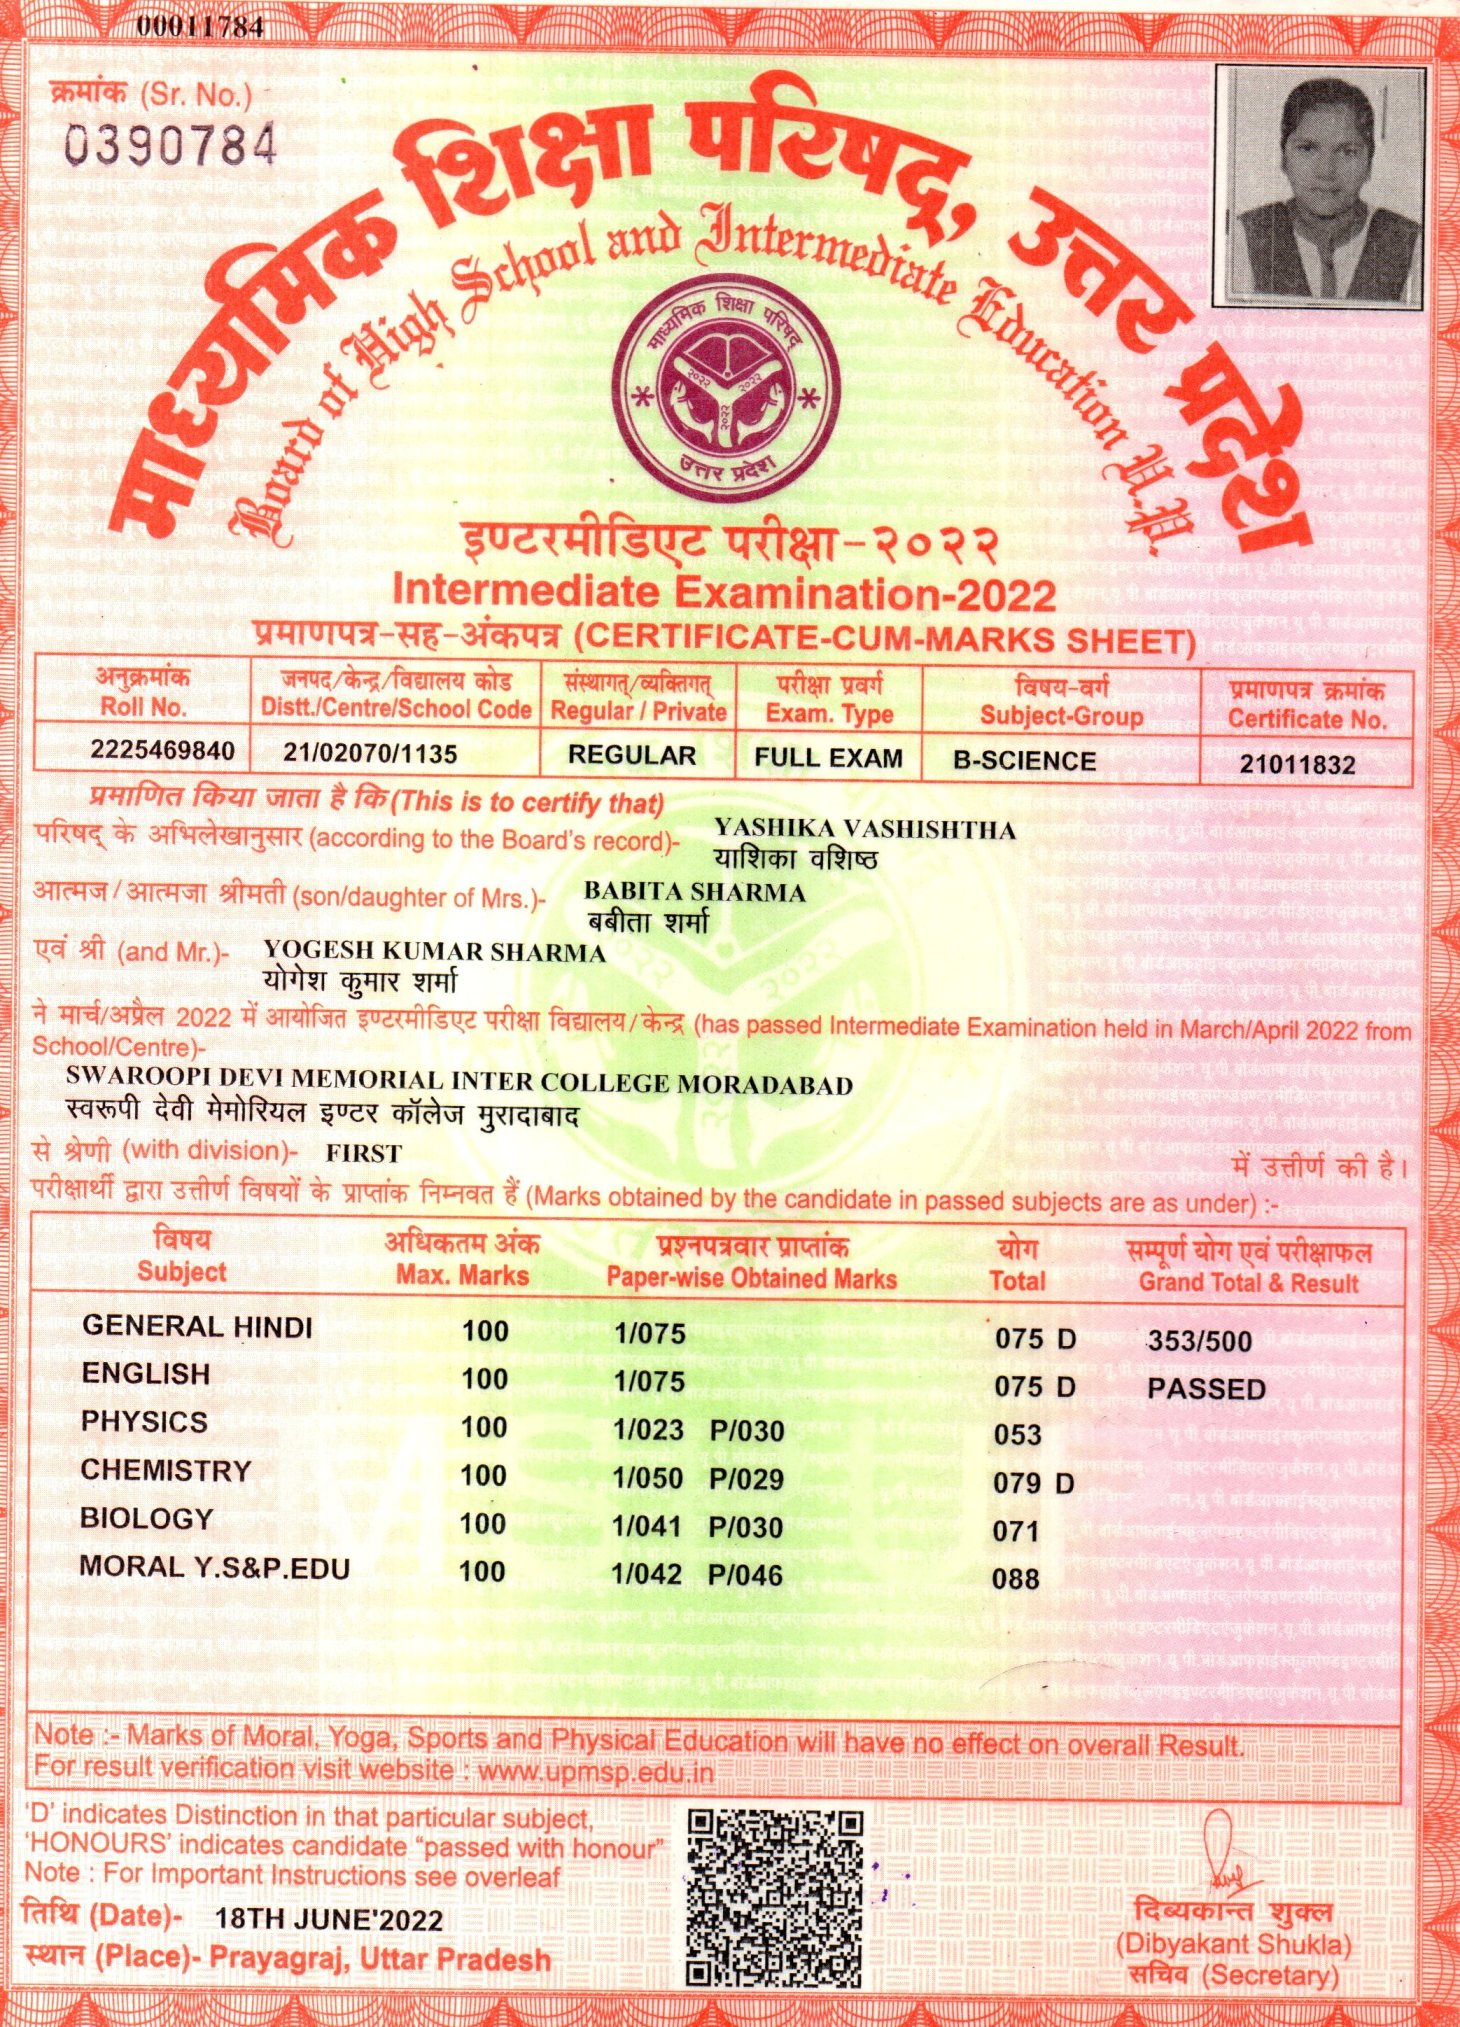 00011784
क्रमांक (Sr. No.)
0390784
माध्यमिक शिक्षा परिषद्, उत्तर प्रदेश
Board of High School and Intermediate Education U.P.
माध्यमिक शिक्षा परिषद्
२०२२ २०२२
२०२२
उत्तर प्रदेश
इण्टरमीडिएट परीक्षा-२०२२
Intermediate Examination-2022
प्रमाणपत्र-सह-अंकपत्र (CERTIFICATE-CUM-MARKS SHEET)
अनुक्रमांक जनपद/केन्द्र/विद्यालय कोड संस्थागत्/व्यक्तिगत् परीक्षा प्रवर्ग विषय-वर्ग प्रमाणपत्र क्रमांक
Roll No. Distt./Centre/School Code Regular / Private Exam. Type Subject-Group Certificate No.
2225469840 21/02070/1135 REGULAR FULL EXAM B-SCIENCE 21011832
प्रमाणित किया जाता है कि (This is to certify that)
परिषद् के अभिलेखानुसार (according to the Board's record)- YASHIKA VASHISHTHA
याशिका वशिष्ठ
आत्मज/आत्मजा श्रीमती (son/daughter of Mrs.)- BABITA SHARMA
बबीता शर्मा
एवं श्री (and Mr.)- YOGESH KUMAR SHARMA
योगेश कुमार शर्मा
ने मार्च/अप्रैल 2022 में आयोजित इण्टरमीडिएट परीक्षा विद्यालय/केन्द्र (has passed Intermediate Examination held in March/April 2022 from
School/Centre)-
SWAROOPI DEVI MEMORIAL INTER COLLEGE MORADABAD
स्वरूपी देवी मेमोरियल इण्टर कॉलेज मुरादाबाद
से श्रेणी (with division)- FIRST में उत्तीर्ण की है।
परीक्षार्थी द्वारा उत्तीर्ण विषयों के प्राप्तांक निम्नवत हैं (Marks obtained by the candidate in passed subjects are as under) :-
विषय अधिकतम अंक प्रश्नपत्रवार प्राप्तांक योग सम्पूर्ण योग एवं परीक्षाफल
Subject Max. Marks Paper-wise Obtained Marks Total Grand Total & Result
GENERAL HINDI 100 1/075 075 D 353/500
ENGLISH 100 1/075 075 D PASSED
PHYSICS 100 1/023 P/030 053
CHEMISTRY 100 1/050 P/029 079 D
BIOLOGY 100 1/041 P/030 071
MORAL Y.S&P.EDU 100 1/042 P/046 088
Note :- Marks of Moral, Yoga, Sports and Physical Education will have no effect on overall Result.
For result verification visit website : www.upmsp.edu.in
'D' indicates Distinction in that particular subject,
'HONOURS' indicates candidate "passed with honour"
Note : For Important Instructions see overleaf
तिथि (Date)- 18TH JUNE'2022
स्थान (Place)- Prayagraj, Uttar Pradesh
दिब्यकान्त शुक्ल
(Dibyakant Shukla)
सचिव (Secretary)